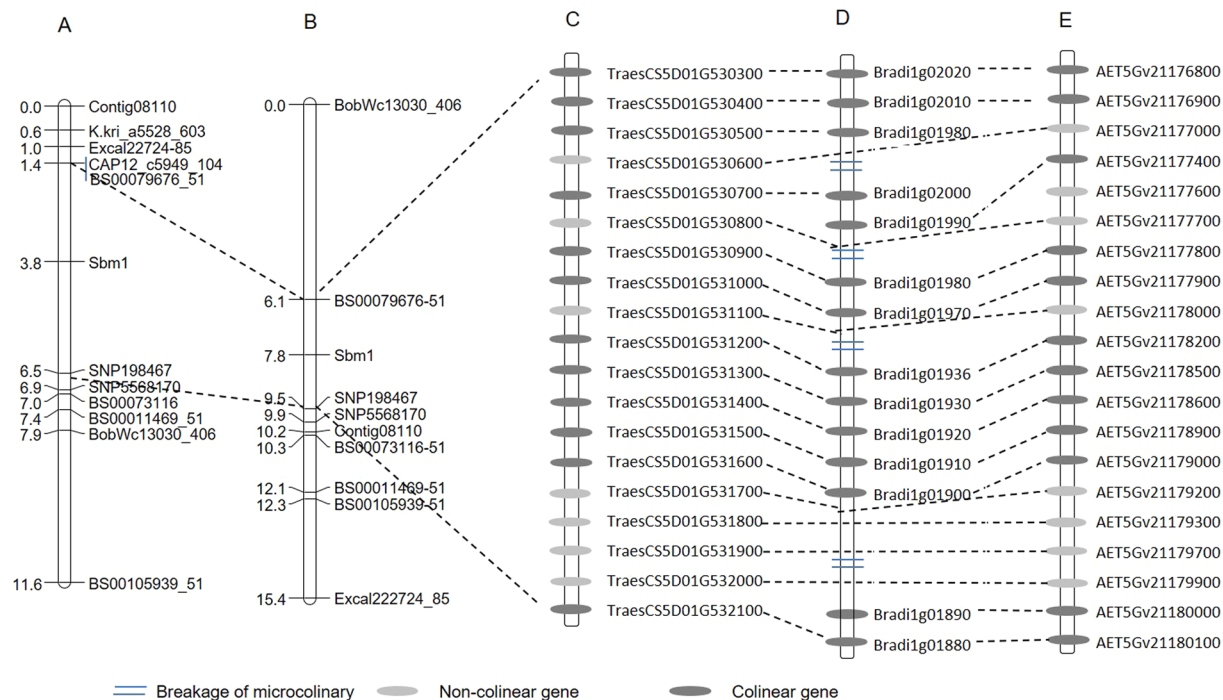 A
B
C
D
E
0.0 Contig08110
0.6 K.kri_a5528_603
1.0 Excal22724-85
1.4 CAP12_c5949_104
BS00079676_51
3.8 Sbm1
6.5 SNP198467
6.9 SNP5568170
7.0 BS00073116
7.4 BS00011469_51
7.9 BobWc13030_406
11.6 BS00105939_51
0.0 BobWc13030_406
6.1 BS00079676-51
7.8 Sbm1
9.5 SNP198467
9.9 SNP5568170
10.2 Contig08110
10.3 BS00073116-51
12.1 BS00011469-51
12.3 BS00105939-51
15.4 Excal222724_85
TraesCS5D01G530300
TraesCS5D01G530400
TraesCS5D01G530500
TraesCS5D01G530600
TraesCS5D01G530700
TraesCS5D01G530800
TraesCS5D01G530900
TraesCS5D01G531000
TraesCS5D01G531100
TraesCS5D01G531200
TraesCS5D01G531300
TraesCS5D01G531400
TraesCS5D01G531500
TraesCS5D01G531600
TraesCS5D01G531700
TraesCS5D01G531800
TraesCS5D01G531900
TraesCS5D01G532000
TraesCS5D01G532100
Bradi1g02020
Bradi1g02010
Bradi1g01980
Bradi1g02000
Bradi1g01990
Bradi1g01980
Bradi1g01970
Bradi1g01936
Bradi1g01930
Bradi1g01920
Bradi1g01910
Bradi1g01900
Bradi1g01890
Bradi1g01880
AET5Gv21176800
AET5Gv21176900
AET5Gv21177000
AET5Gv21177400
AET5Gv21177600
AET5Gv21177700
AET5Gv21177800
AET5Gv21177900
AET5Gv21178000
AET5Gv21178200
AET5Gv21178500
AET5Gv21178600
AET5Gv21178900
AET5Gv21179000
AET5Gv21179200
AET5Gv21179300
AET5Gv21179700
AET5Gv21179900
AET5Gv21180000
AET5Gv21180100
Breakage of microcolinary
Non-colinear gene
Colinear gene